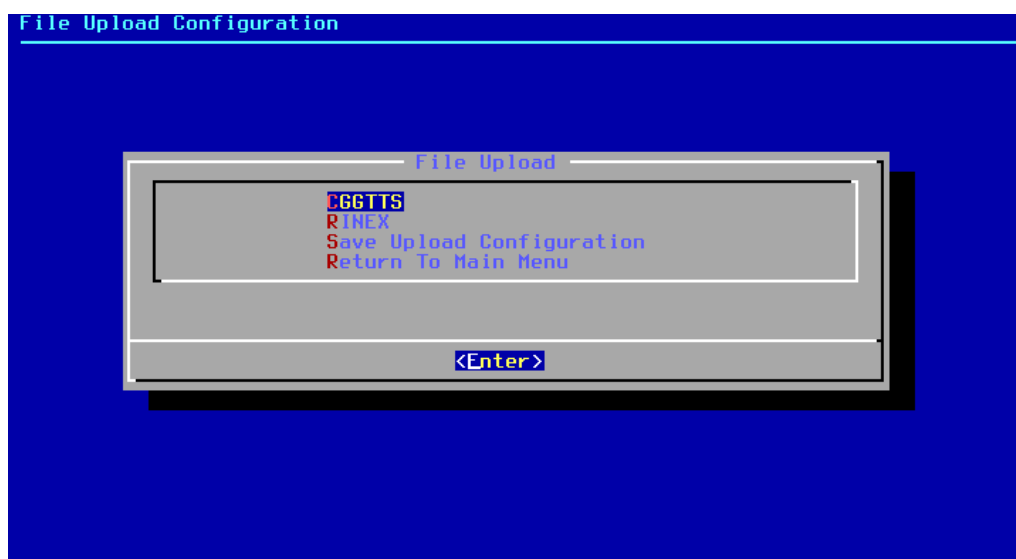 File Upload Configuration
File Upload
CGGTTS
RINEX
Save Upload Configuration
Return To Main Menu
<Enter>